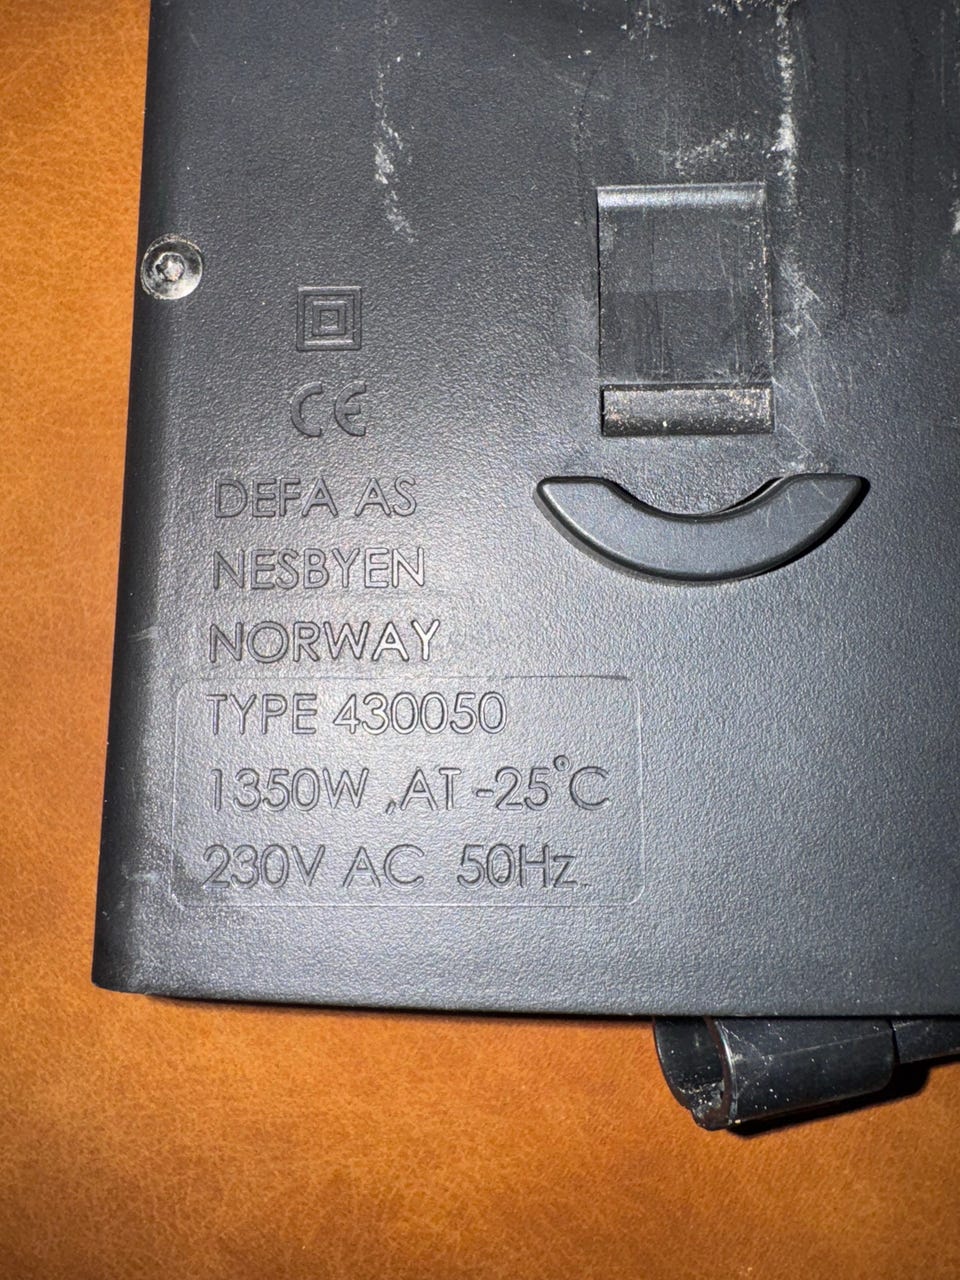 CE
DEFA AS
NESBYEN
NORWAY
TYPE 430050
1350W ,AT -25°C
230V AC 50Hz.